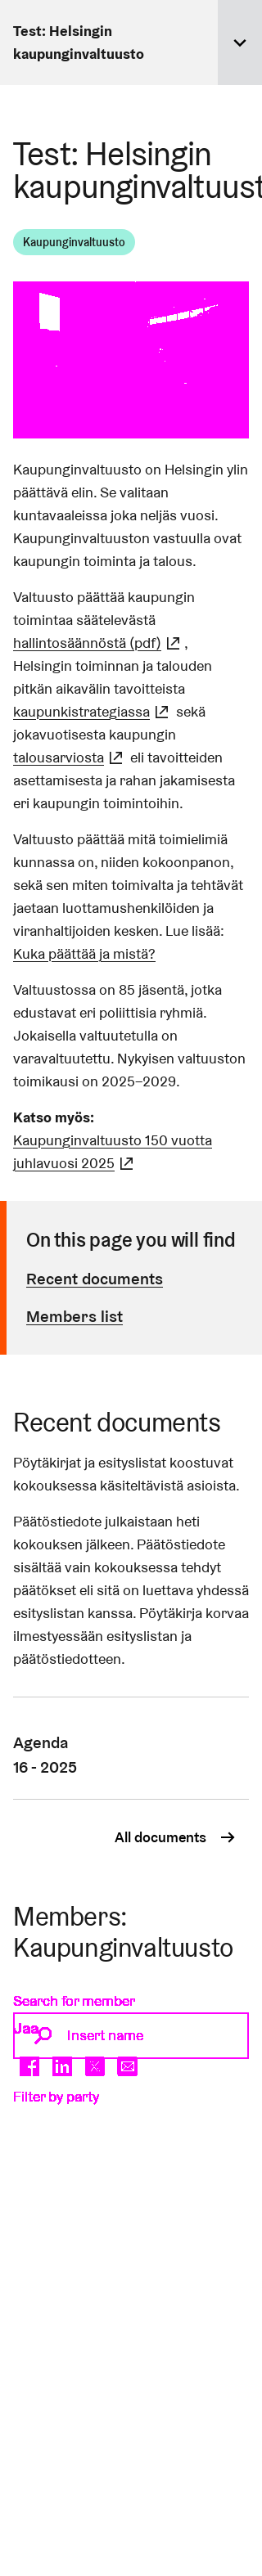 Test: Helsingin
kaupunginvaltuusto
Test: Helsingin
kaupunginvaltuust
Kaupunginvaltuusto
Kaupunginvaltuusto on Helsingin ylin
päättävä elin. Se valitaan
kuntavaaleissa joka neljäs vuosi.
Kaupunginvaltuuston vastuulla ovat
kaupungin toiminta ja talous.
Valtuusto päättää kaupungin
toimintaa säätelevästä
hallintosäännöstä (pdf) ,
Helsingin toiminnan ja talouden
pitkän aikavälin tavoitteista
kaupunkistrategiassa sekä
jokavuotisesta kaupungin
talousarviosta eli tavoitteiden
asettamisesta ja rahan jakamisesta
eri kaupungin toimintoihin.
Valtuusto päättää mitä toimielimiä
kunnassa on, niiden kokoonpanon,
sekä sen miten toimivalta ja tehtävät
jaetaan luottamushenkilöiden ja
viranhaltijoiden kesken. Lue lisää:
Kuka päättää ja mistä?
Valtuustossa on 85 jäsentä, jotka
edustavat eri poliittisia ryhmiä.
Jokaisella valtuutetulla on
varavaltuutettu. Nykyisen valtuuston
toimikausi on 2025–2029.
Katso myös:
Kaupunginvaltuusto 150 vuotta
juhlavuosi 2025
On this page you will find
Recent documents
Members list
Recent documents
Pöytäkirjat ja esityslistat koostuvat
kokouksessa käsiteltävistä asioista.
Päätöstiedote julkaistaan heti
kokouksen jälkeen. Päätöstiedote
sisältää vain kokouksessa tehdyt
päätökset eli sitä on luettava yhdessä
esityslistan kanssa. Pöytäkirja korvaa
ilmestyessään esityslistan ja
päätöstiedotteen.
Agenda
16 - 2025
All documents
Members:
Kaupunginvaltuusto
Search for member
Jaa
Insert name
Filter by party